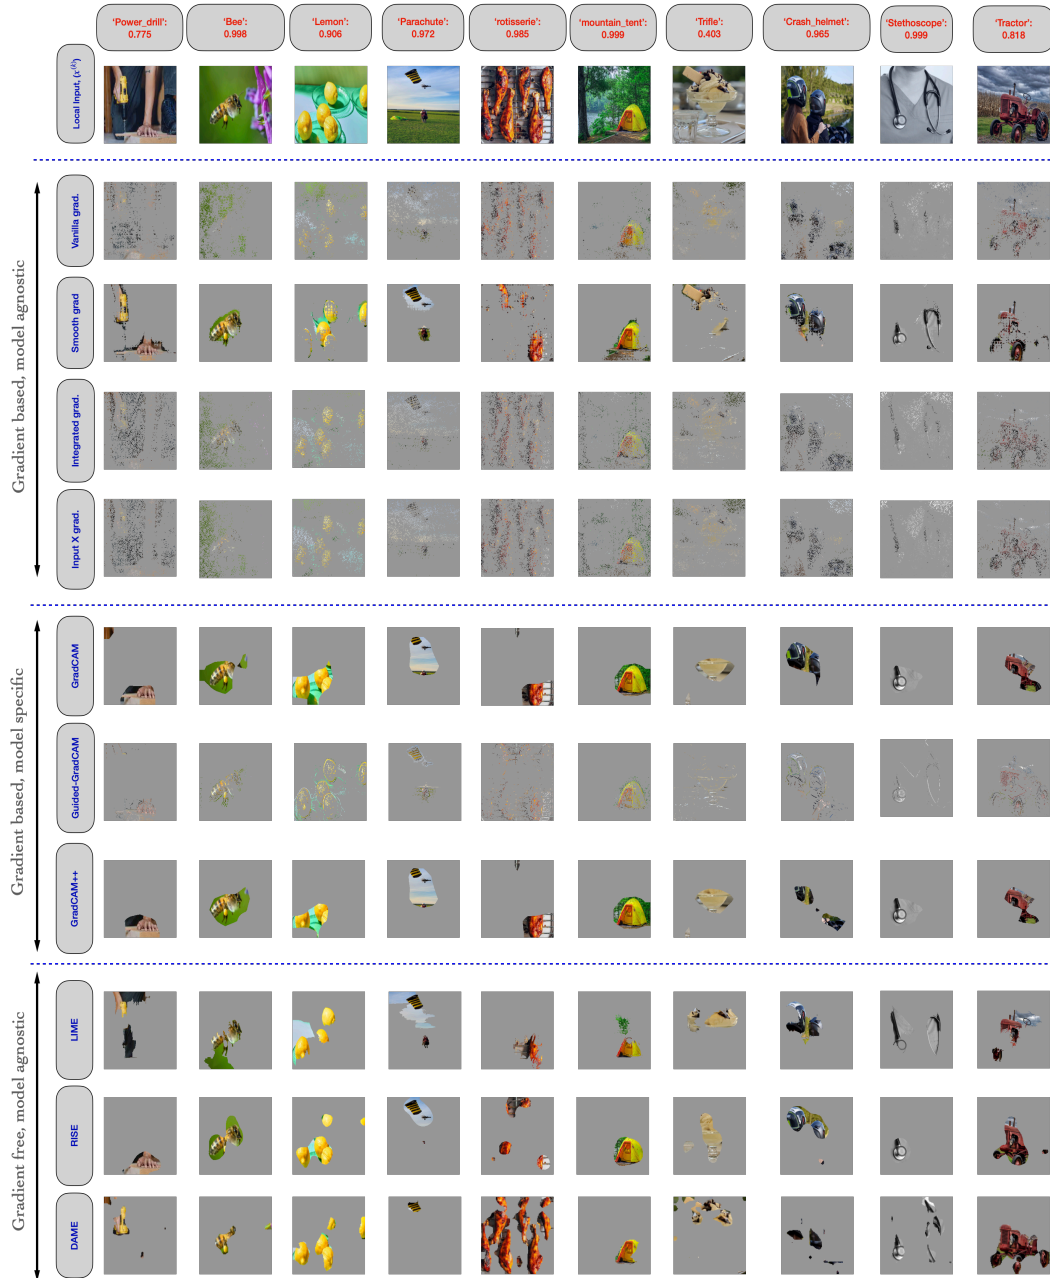 ‘Power_drill’:
0.775
‘Bee’:
0.998
‘Lemon’:
0.906
‘Parachute’:
0.972
‘rotisserie’:
0.985
‘mountain_tent’:
0.999
‘Trifle’:
0.403
‘Crash_helmet’:
0.965
‘Stethoscope’:
0.999
‘Tractor’:
0.818
Local Input, (x⁽ᵏ⁾)
Gradient based, model agnostic
Vanilla grad.
Smooth grad
Integrated grad.
Input X grad.
Gradient based, model specific
GradCAM
Guided-GradCAM
GradCAM++
Gradient free, model agnostic
LIME
RISE
DAME